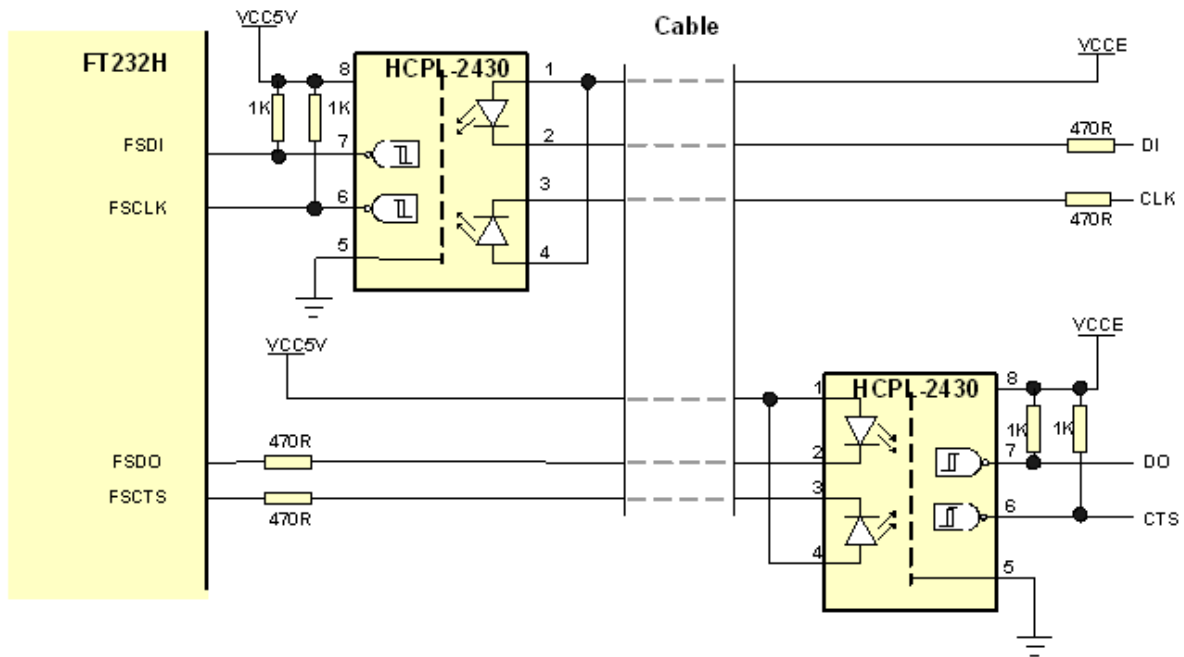 VCC5V
Cable
VCCE
FT232H
HCPL-2430
8
1
1K
1K
470R
FSDI
7
2
DI
3
FSCLK
6
CLK
470R
5
4
VCC5V
VCCE
1
HCPL-2430
8
470R
1K
1K
FSDO
2
7
DO
FSCTS
3
6
CTS
470R
4
5